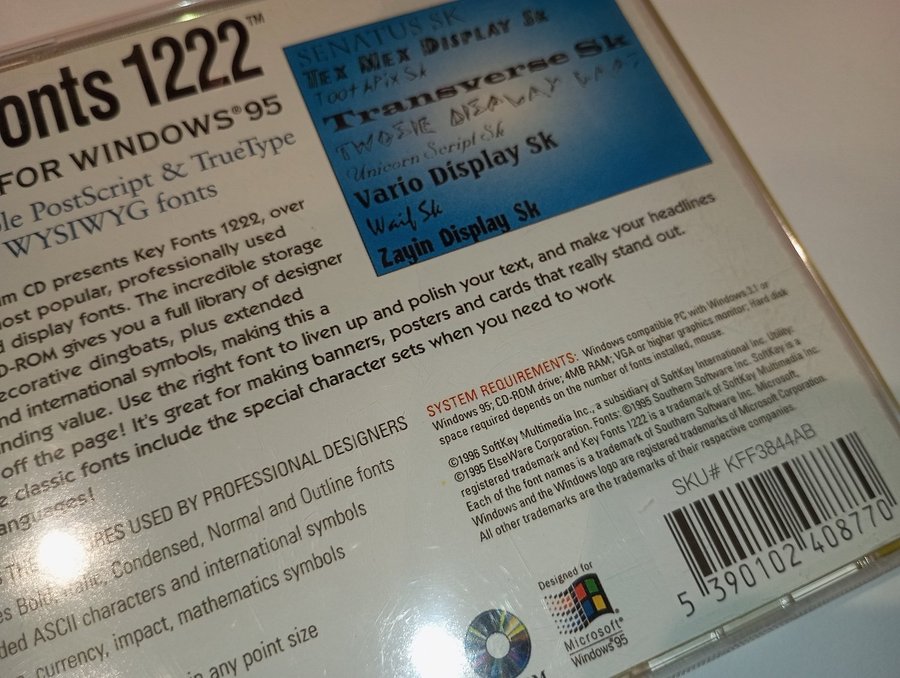 onts 1222™
FOR WINDOWS® 95
le PostScript & TrueType
WYSIWYG fonts
SENATUS SK
TEX MEX DISPLAY Sk
ToothPix Sk
Transverse Sk
TWOSIE DISPLAY
Unicorn Script Sk
Vario Display Sk
Waif Sk
Zayin Display Sk
m CD presents Key Fonts 1222, over
ost popular, professionally used
d display fonts. The incredible storage
D-ROM gives you a full library of designer
ecorative dingbats, plus extended
nd international symbols, making this a
nding value. Use the right font to liven up and polish your text, and make your headlines
off the page! It's great for making banners, posters and cards that really stand out.
e classic fonts include the special character sets when you need to work
anguages!
RES USED BY PROFESSIONAL DESIGNERS
es Bold, Italic, Condensed, Normal and Outline fonts
ded ASCII characters and international symbols
currency, impact, mathematics symbols
any point size
SYSTEM REQUIREMENTS: Windows compatible PC with Windows 3.1 or
Windows 95; CD-ROM drive; 4MB RAM; VGA or higher graphics monitor; Hard disk
space required depends on the number of fonts installed, mouse.
©1996 SoftKey Multimedia Inc., a subsidiary of SoftKey International Inc. Utility:
©1995 ElseWare Corporation. Fonts: ©1995 Southern Software Inc. SoftKey is a
registered trademark and Key Fonts 1222 is a trademark of SoftKey Multimedia Inc.
Each of the font names is a trademark of Southern Software Inc. Microsoft,
Windows and the Windows logo are registered trademarks of Microsoft Corporation.
All other trademarks are the trademarks of their respective companies.
SKU# KFF3844AB
5 390102 408770
Designed for
Microsoft®
Windows®95